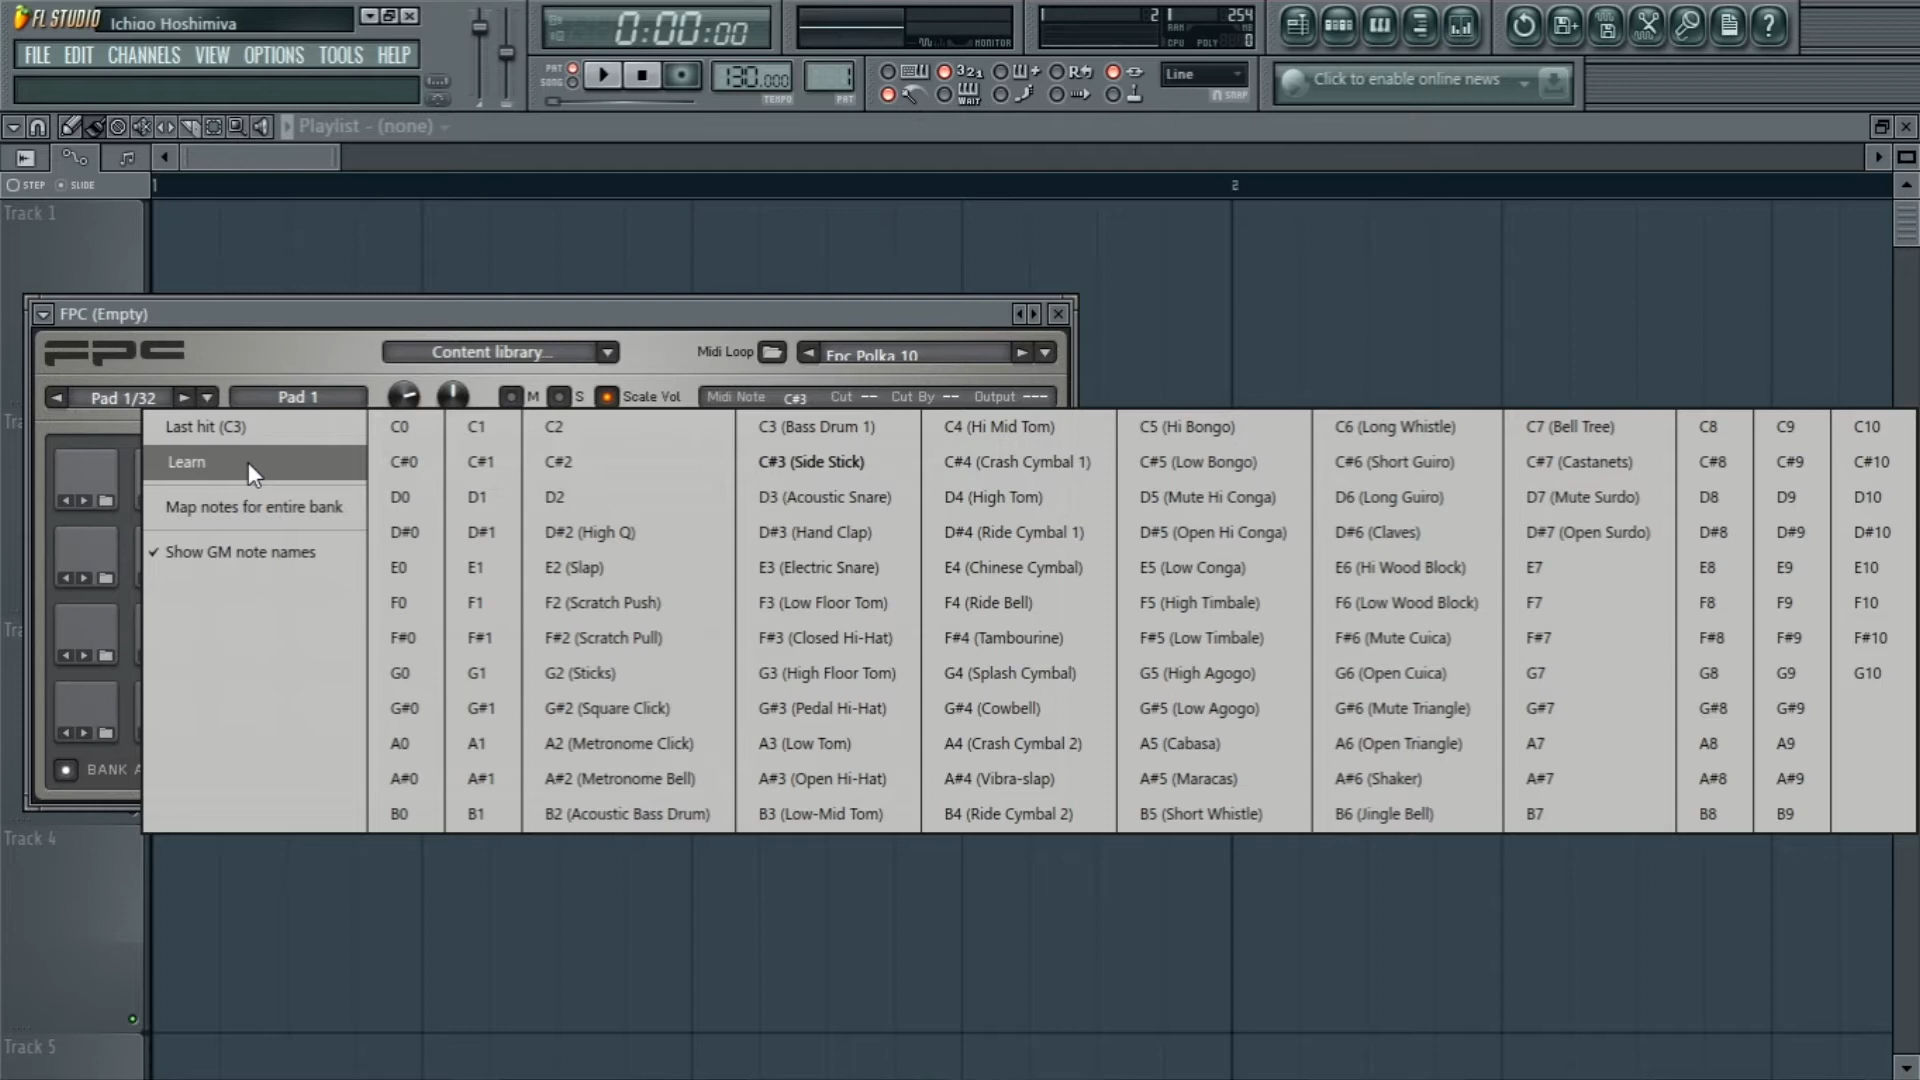 FL STUDIO Ichigo Hoshimiya
FILE EDIT CHANNELS VIEW OPTIONS TOOLS HELP
0:00:00
MONITOR
2 254
RAM
CPU POLY 0
PAT
SONG
130.000
TEMPO
1
PAT
321
WAIT
Line
SNAP
Click to enable online news
Playlist - (none)
STEP SLIDE
1 2
Track 1
FPC (Empty)
FPC
Content library...
Midi Loop
Fpc Polka 10
Pad 1/32
Pad 1
M S Scale Vol
Midi Note C#3 Cut -- Cut By -- Output ---
Last hit (C3) C0 C1 C2 C3 (Bass Drum 1) C4 (Hi Mid Tom) C5 (Hi Bongo) C6 (Long Whistle) C7 (Bell Tree) C8 C9 C10
Learn C#0 C#1 C#2 C#3 (Side Stick) C#4 (Crash Cymbal 1) C#5 (Low Bongo) C#6 (Short Guiro) C#7 (Castanets) C#8 C#9 C#10
Map notes for entire bank D0 D1 D2 D3 (Acoustic Snare) D4 (High Tom) D5 (Mute Hi Conga) D6 (Long Guiro) D7 (Mute Surdo) D8 D9 D10
Show GM note names D#0 D#1 D#2 (High Q) D#3 (Hand Clap) D#4 (Ride Cymbal 1) D#5 (Open Hi Conga) D#6 (Claves) D#7 (Open Surdo) D#8 D#9 D#10
E0 E1 E2 (Slap) E3 (Electric Snare) E4 (Chinese Cymbal) E5 (Low Conga) E6 (Hi Wood Block) E7 E8 E9 E10
F0 F1 F2 (Scratch Push) F3 (Low Floor Tom) F4 (Ride Bell) F5 (High Timbale) F6 (Low Wood Block) F7 F8 F9 F10
F#0 F#1 F#2 (Scratch Pull) F#3 (Closed Hi-Hat) F#4 (Tambourine) F#5 (Low Timbale) F#6 (Mute Cuica) F#7 F#8 F#9 F#10
G0 G1 G2 (Sticks) G3 (High Floor Tom) G4 (Splash Cymbal) G5 (High Agogo) G6 (Open Cuica) G7 G8 G9 G10
G#0 G#1 G#2 (Square Click) G#3 (Pedal Hi-Hat) G#4 (Cowbell) G#5 (Low Agogo) G#6 (Mute Triangle) G#7 G#8 G#9
A0 A1 A2 (Metronome Click) A3 (Low Tom) A4 (Crash Cymbal 2) A5 (Cabasa) A6 (Open Triangle) A7 A8 A9
A#0 A#1 A#2 (Metronome Bell) A#3 (Open Hi-Hat) A#4 (Vibra-slap) A#5 (Maracas) A#6 (Shaker) A#7 A#8 A#9
B0 B1 B2 (Acoustic Bass Drum) B3 (Low-Mid Tom) B4 (Ride Cymbal 2) B5 (Short Whistle) B6 (Jingle Bell) B7 B8 B9
BANK A
Track 4
Track 5